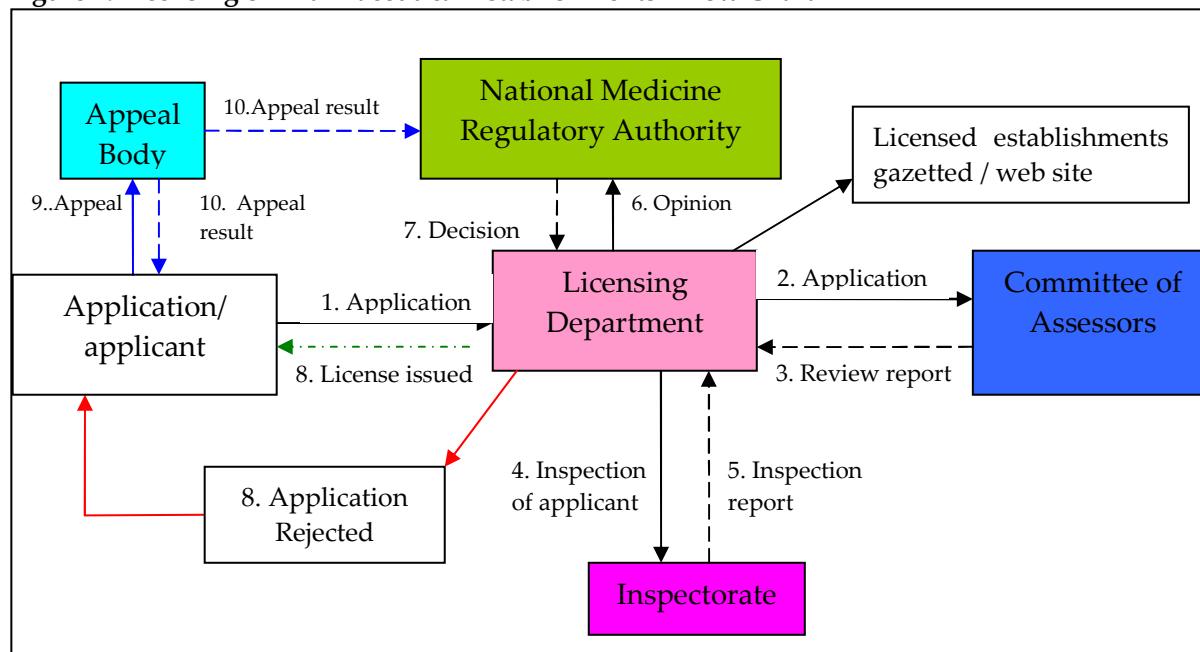 Appeal
Body
10.Appeal result
National Medicine
Regulatory Authority
Licensed establishments
gazetted / web site
9..Appeal
10. Appeal
result
7. Decision
6. Opinion
Application/
applicant
1. Application
8. License issued
Licensing
Department
2. Application
3. Review report
Committee of
Assessors
8. Application
Rejected
4. Inspection
of applicant
5. Inspection
report
Inspectorate